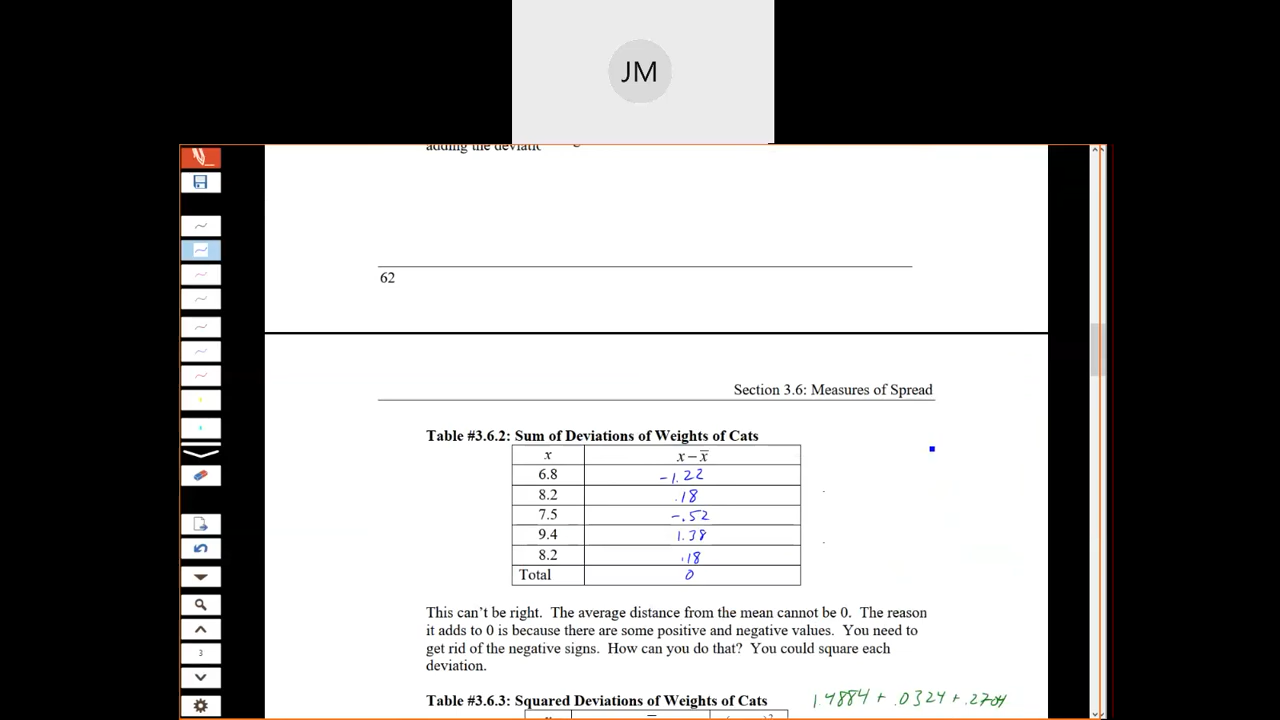 JM
adding the deviatic
62
Section 3.6: Measures of Spread
Table #3.6.2: Sum of Deviations of Weights of Cats
x x – x̅
6.8 -1.22
8.2 .18
7.5 -.52
9.4 1.38
8.2 .18
Total 0
This can't be right. The average distance from the mean cannot be 0. The reason
it adds to 0 is because there are some positive and negative values. You need to
get rid of the negative signs. How can you do that? You could square each
deviation.
Table #3.6.3: Squared Deviations of Weights of Cats 1.4884 + .0324 + .2704
3